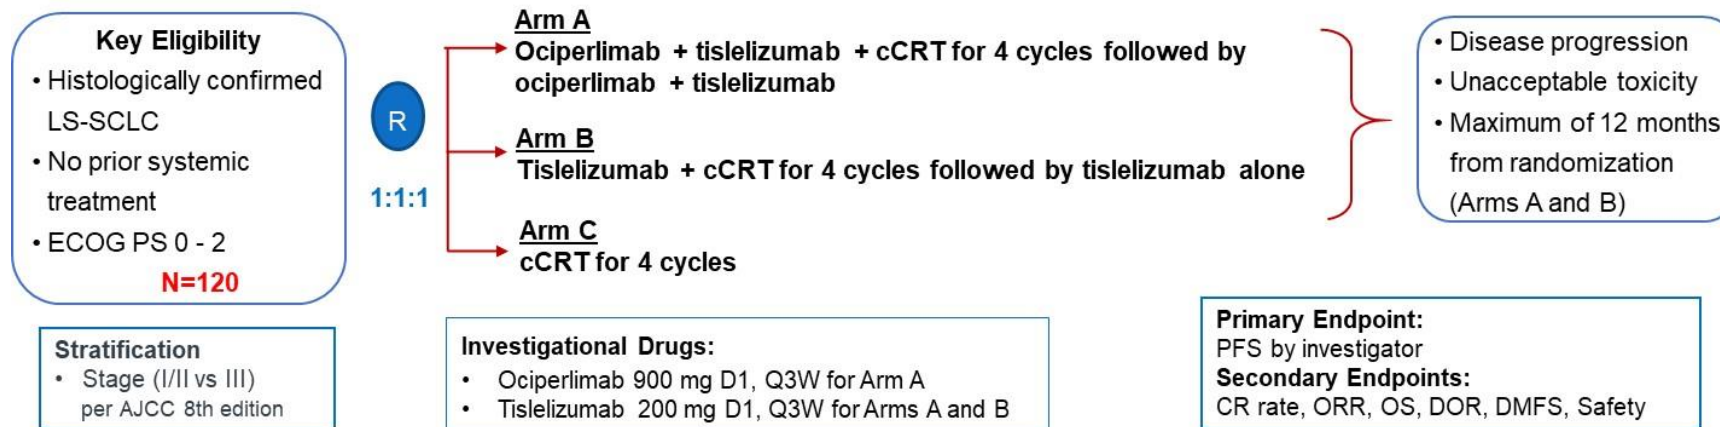 Key Eligibility
• Histologically confirmed
LS-SCLC
• No prior systemic
treatment
• ECOG PS 0 - 2
N=120
R
1:1:1
Arm A
Ociperlimab + tislelizumab + cCRT for 4 cycles followed by
ociperlimab + tislelizumab
Arm B
Tislelizumab + cCRT for 4 cycles followed by tislelizumab alone
Arm C
cCRT for 4 cycles
• Disease progression
• Unacceptable toxicity
• Maximum of 12 months
from randomization
(Arms A and B)
Stratification
• Stage (I/II vs III)
per AJCC 8th edition
Investigational Drugs:
• Ociperlimab 900 mg D1, Q3W for Arm A
• Tislelizumab 200 mg D1, Q3W for Arms A and B
Primary Endpoint:
PFS by investigator
Secondary Endpoints:
CR rate, ORR, OS, DOR, DMFS, Safety